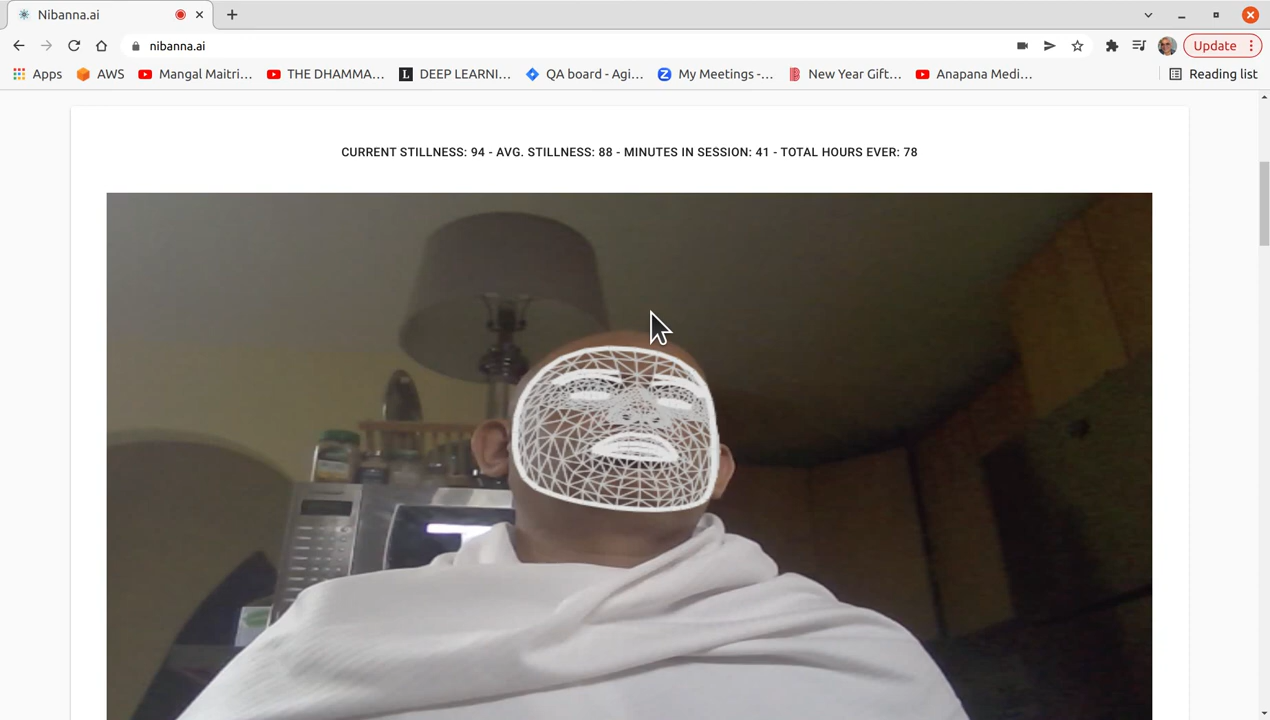 Nibanna.ai
nibanna.ai
Update
Apps AWS Mangal Maitri... THE DHAMMA... DEEP LEARNI... QA board - Agi... My Meetings -... New Year Gift... Anapana Medi... Reading list
CURRENT STILLNESS: 94 - AVG. STILLNESS: 88 - MINUTES IN SESSION: 41 - TOTAL HOURS EVER: 78